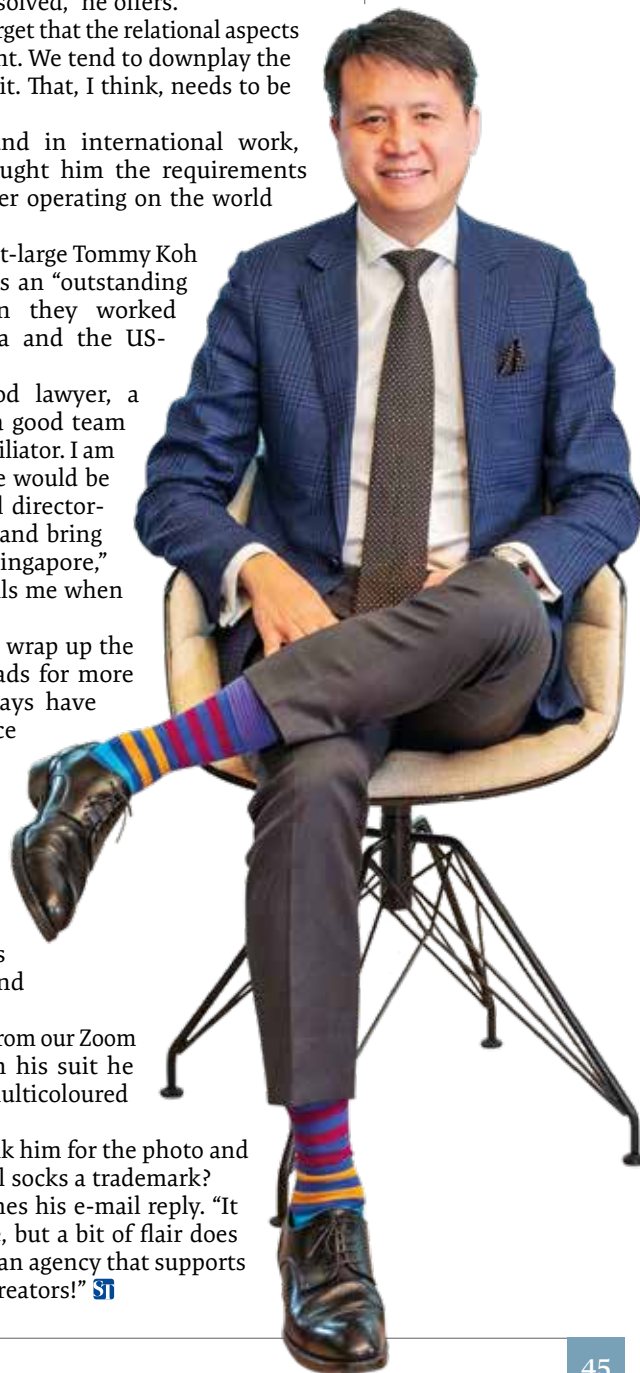 solved," he offers.
rget that the relational aspects
nt. We tend to downplay the
it. That, I think, needs to be
nd in international work,
ught him the requirements
er operating on the world
t-large Tommy Koh
s an "outstanding
n they worked
a and the US-
od lawyer, a
good team
iliator. I am
e would be
l director-
and bring
ingapore,"
lls me when
wrap up the
ads for more
ays have
ce
s
nd
rom our Zoom
n his suit he
ulticoloured
k him for the photo and
l socks a trademark?
nes his e-mail reply. "It
, but a bit of flair does
an agency that supports
reators!" ST
45